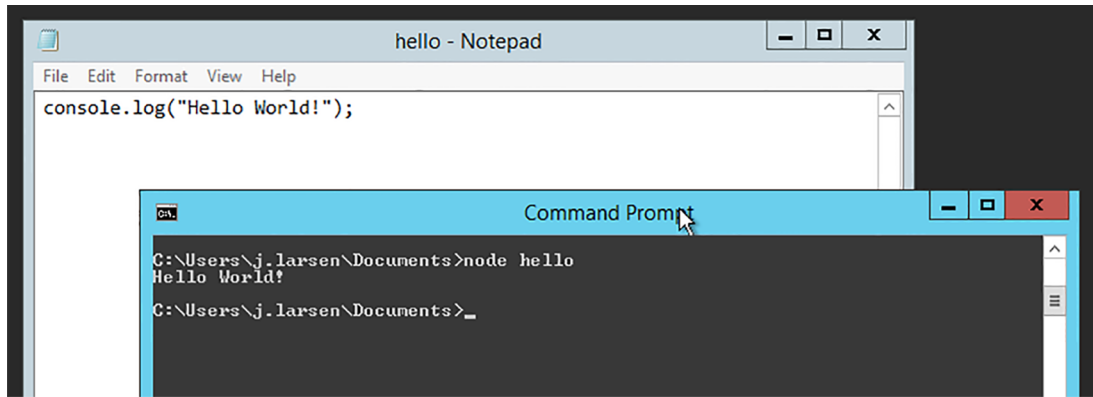 hello - Notepad
File Edit Format View Help
console.log("Hello World!");
C:\.
Command Prompt
C:\Users\j.larsen\Documents>node hello
Hello World!
C:\Users\j.larsen\Documents>_